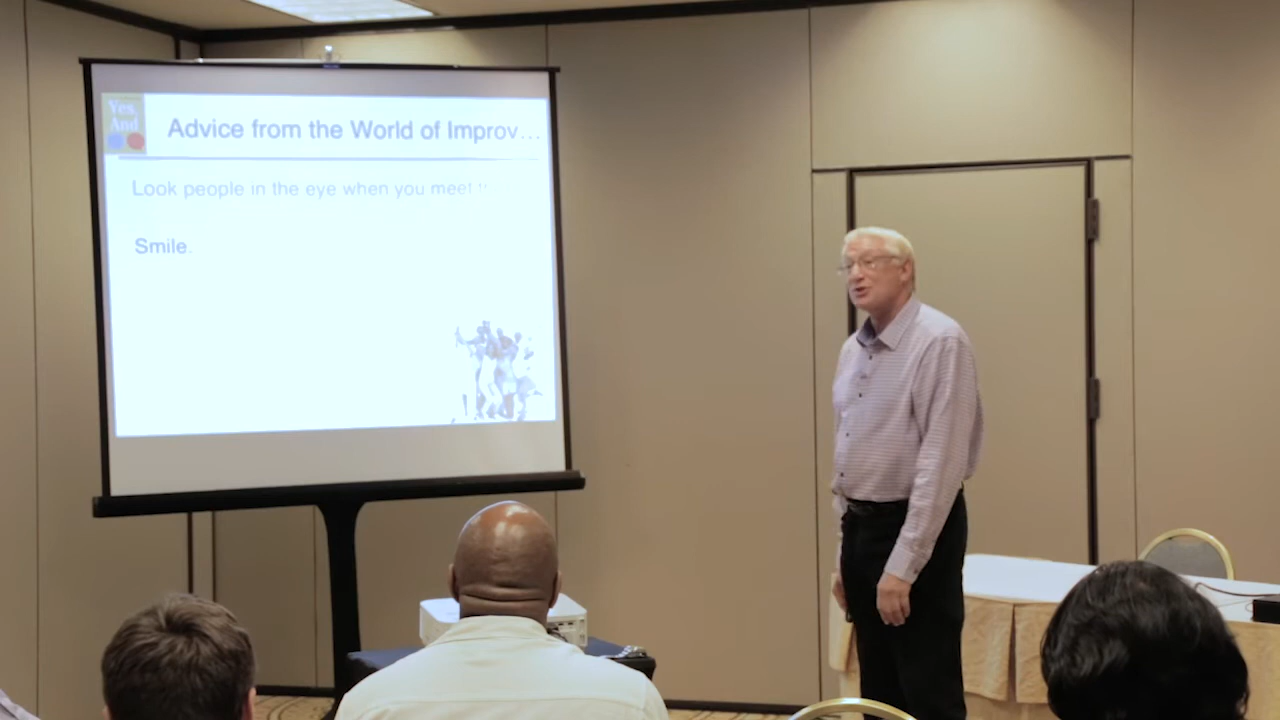 Yes,
And
Advice from the World of Improv…
Look people in the eye when you meet
Smile.